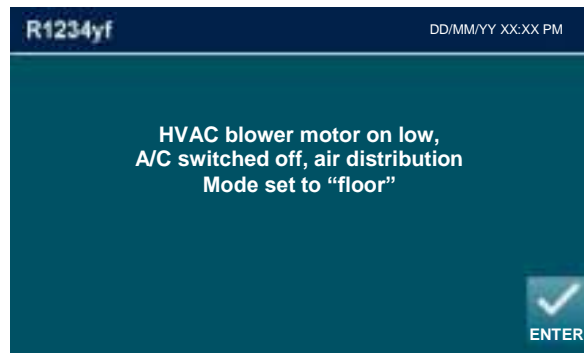 R1234yf
DD/MM/YY XX:XX PM
HVAC blower motor on low,
A/C switched off, air distribution
Mode set to “floor”
ENTER